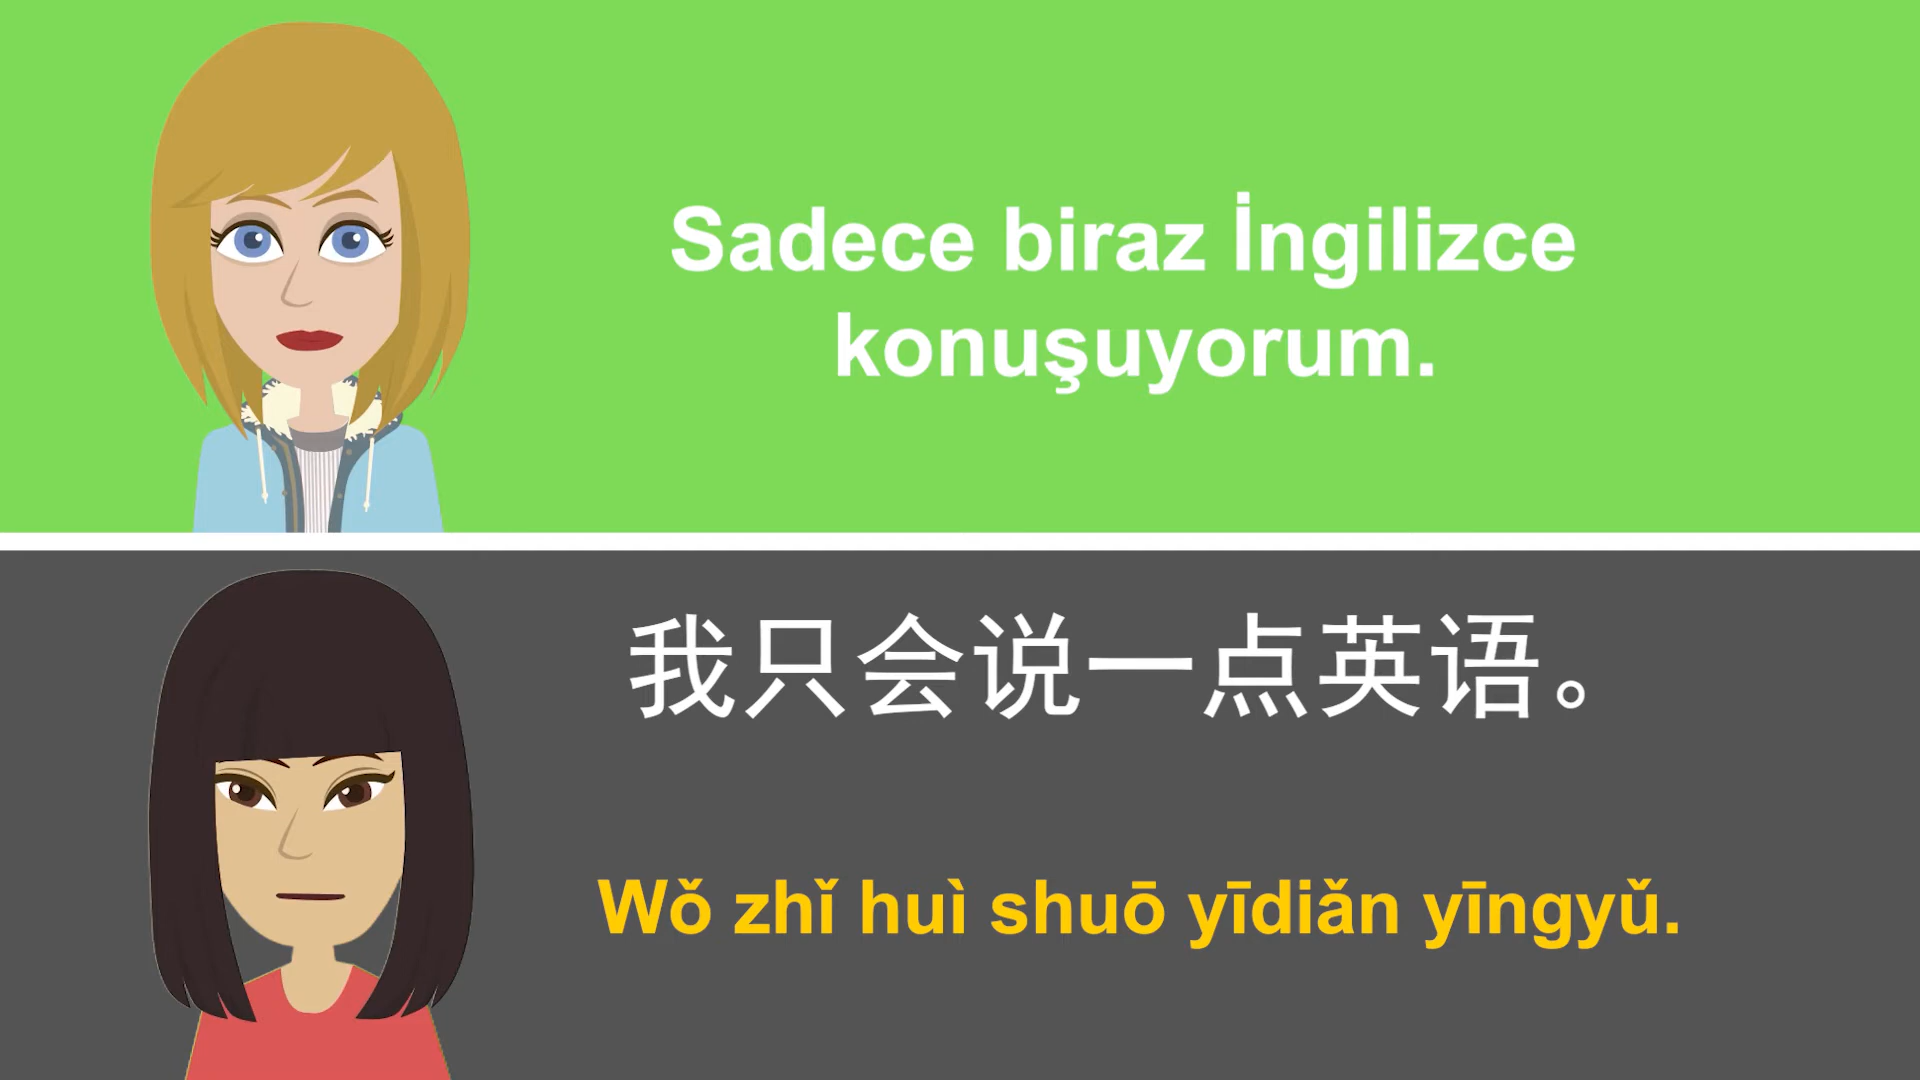 Sadece biraz İngilizce
konuşuyorum.
我只会说一点英语。
Wǒ zhǐ huì shuō yīdiǎn yīngyǔ.